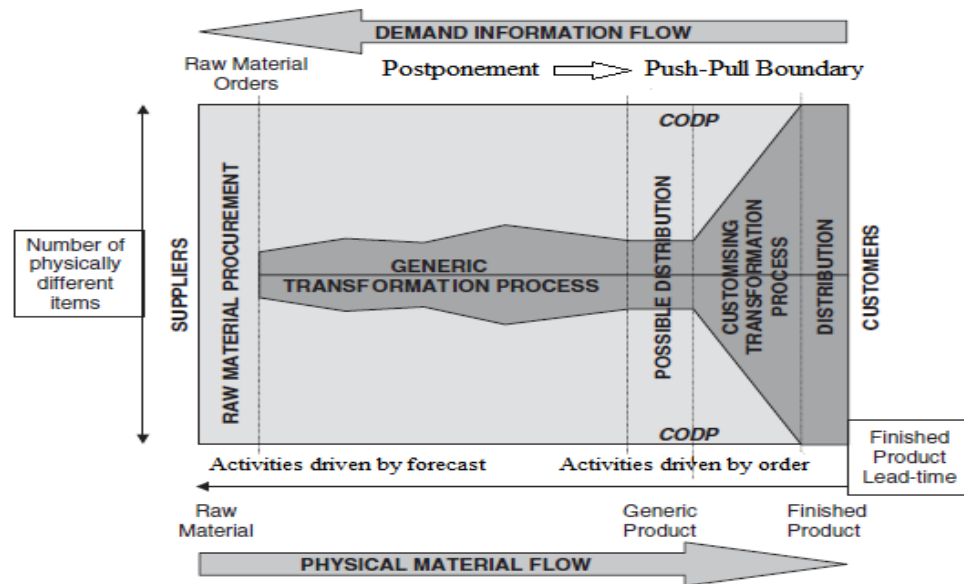 DEMAND INFORMATION FLOW
Raw Material
Orders
Postponement
Push-Pull Boundary
CODP
Number of
physically
different
items
SUPPLIERS
RAW MATERIAL PROCUREMENT
GENERIC
TRANSFORMATION PROCESS
POSSIBLE DISTRIBUTION
CUSTOMISING
TRANSFORMATION
PROCESS
DISTRIBUTION
CUSTOMERS
CODP
Activities driven by forecast
Activities driven by order
Finished
Product
Lead-time
Raw
Material
Generic
Product
Finished
Product
PHYSICAL MATERIAL FLOW